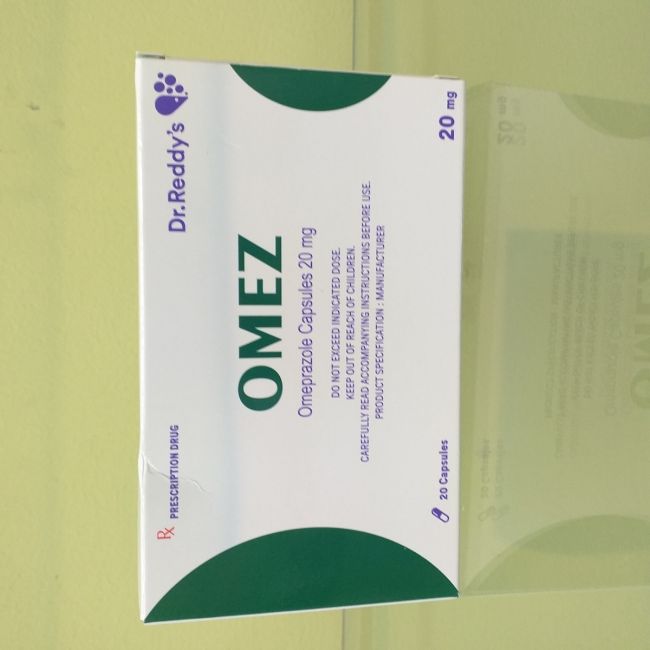 ℞ PRESCRIPTION DRUG
Dr.Reddy's
OMEZ
Omeprazole Capsules 20 mg
DO NOT EXCEED INDICATED DOSE.
KEEP OUT OF REACH OF CHILDREN.
CAREFULLY READ ACCOMPANYING INSTRUCTIONS BEFORE USE.
PRODUCT SPECIFICATION : MANUFACTURER
20 Capsules
20 mg